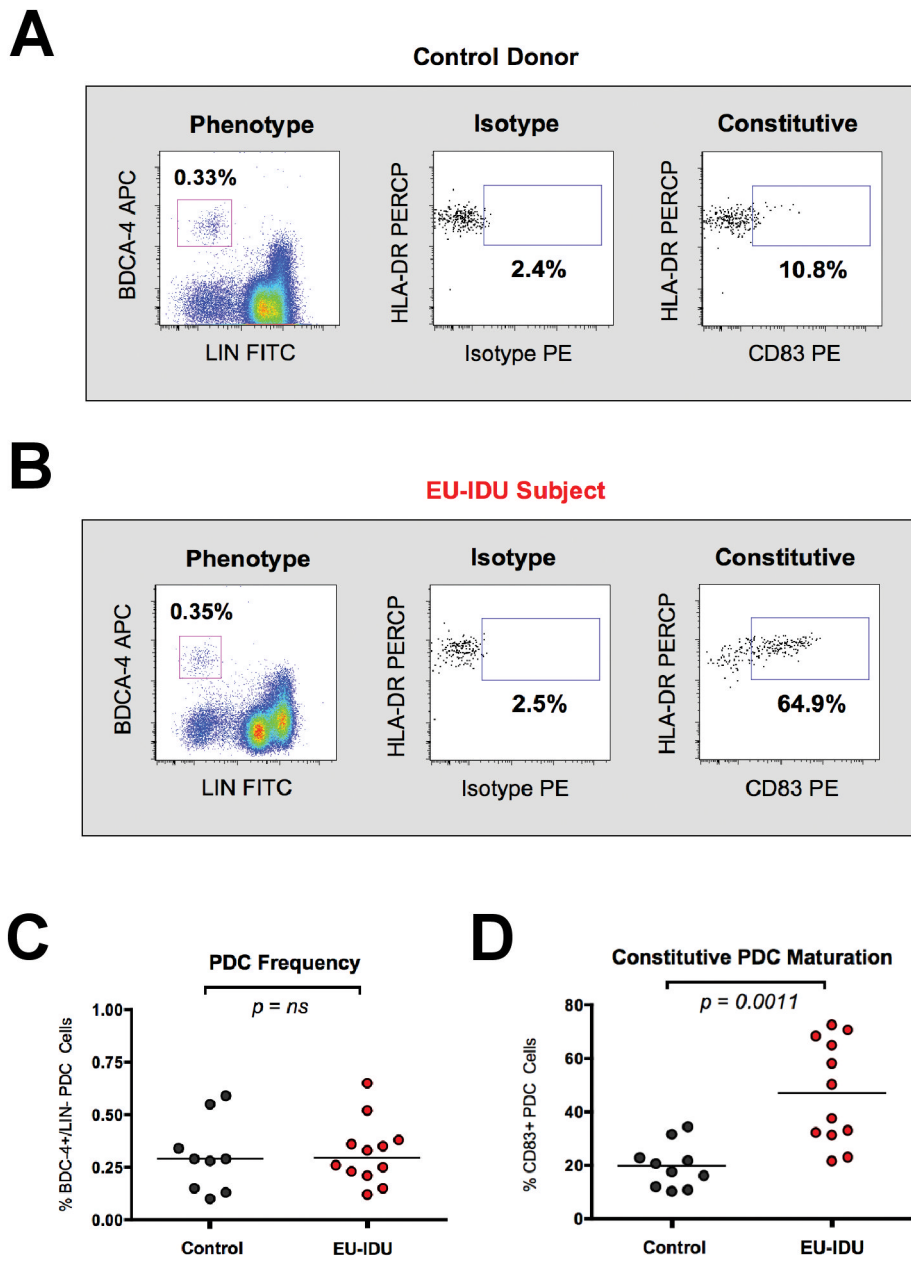 A
Control Donor
Phenotype
Isotype
Constitutive
0.33%
BDCA-4 APC
LIN FITC
HLA-DR PERCP
2.4%
Isotype PE
HLA-DR PERCP
10.8%
CD83 PE
B
EU-IDU Subject
Phenotype
Isotype
Constitutive
0.35%
BDCA-4 APC
LIN FITC
HLA-DR PERCP
2.5%
Isotype PE
HLA-DR PERCP
64.9%
CD83 PE
C
PDC Frequency
p = ns
% BDC-4+/LIN- PDC Cells
1.00
0.75
0.50
0.25
0.00
Control
EU-IDU
D
Constitutive PDC Maturation
p = 0.0011
% CD83+ PDC Cells
80
60
40
20
0
Control
EU-IDU